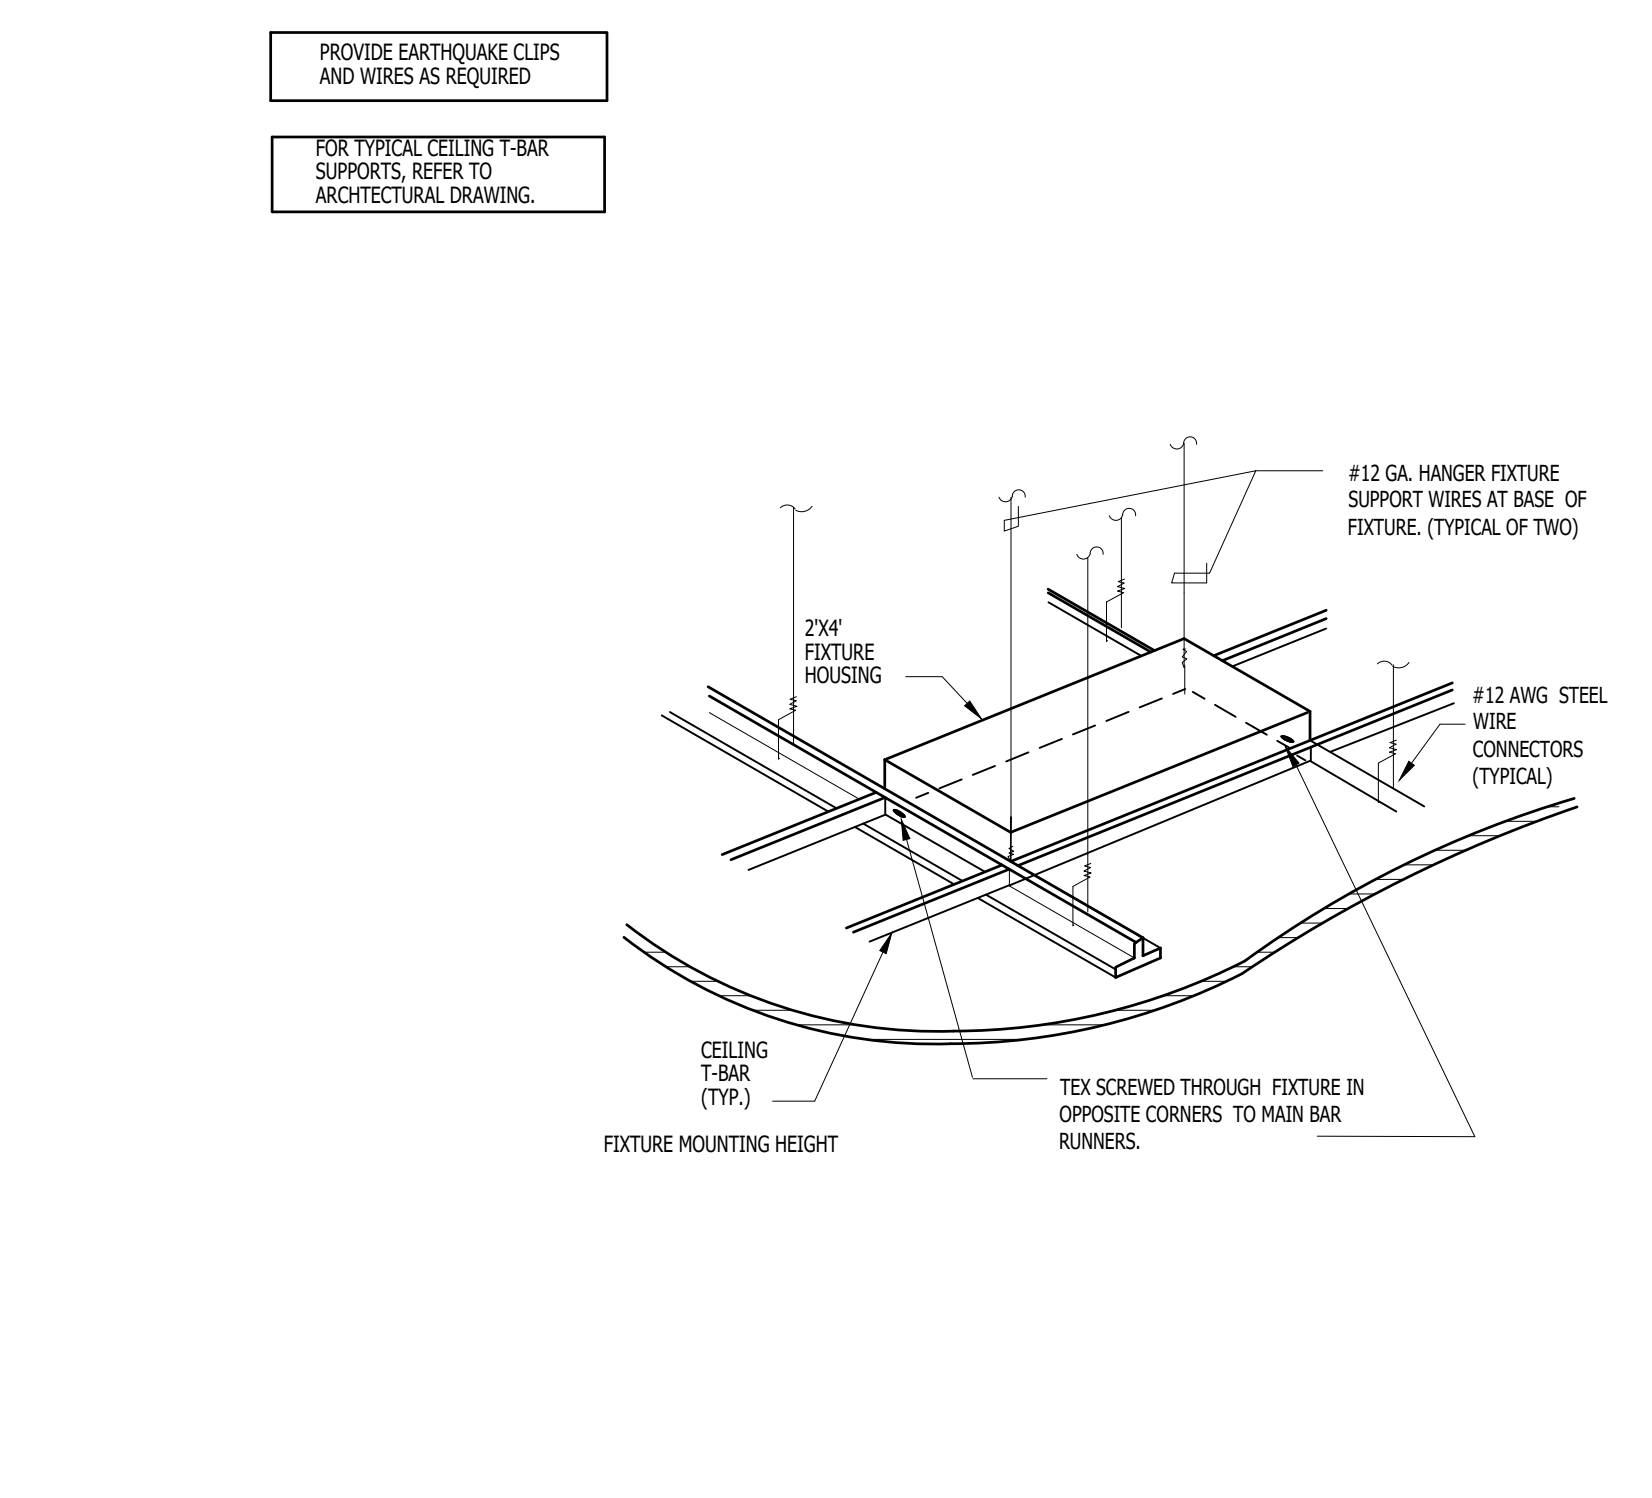 PROVIDE EARTHQUAKE CLIPS
AND WIRES AS REQUIRED
FOR TYPICAL CEILING T-BAR
SUPPORTS, REFER TO
ARCHTECTURAL DRAWING.
#12 GA. HANGER FIXTURE
SUPPORT WIRES AT BASE OF
FIXTURE. (TYPICAL OF TWO)
2'X4'
FIXTURE
HOUSING
#12 AWG STEEL
WIRE
CONNECTORS
(TYPICAL)
CEILING
T-BAR
(TYP.)
TEX SCREWED THROUGH FIXTURE IN
OPPOSITE CORNERS TO MAIN BAR
RUNNERS.
FIXTURE MOUNTING HEIGHT